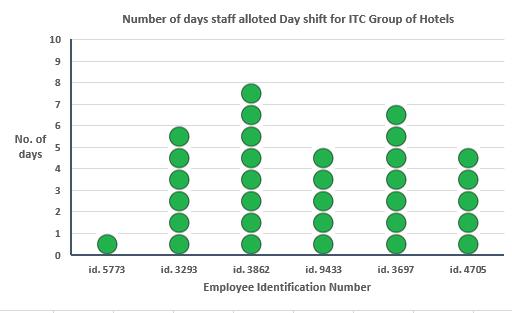 Number of days staff alloted Day shift for ITC Group of Hotels
10
9
8
7
6
5
4
3
2
1
0
No. of
days
id. 5773 id. 3293 id. 3862 id. 9433 id. 3697 id. 4705
Employee Identification Number